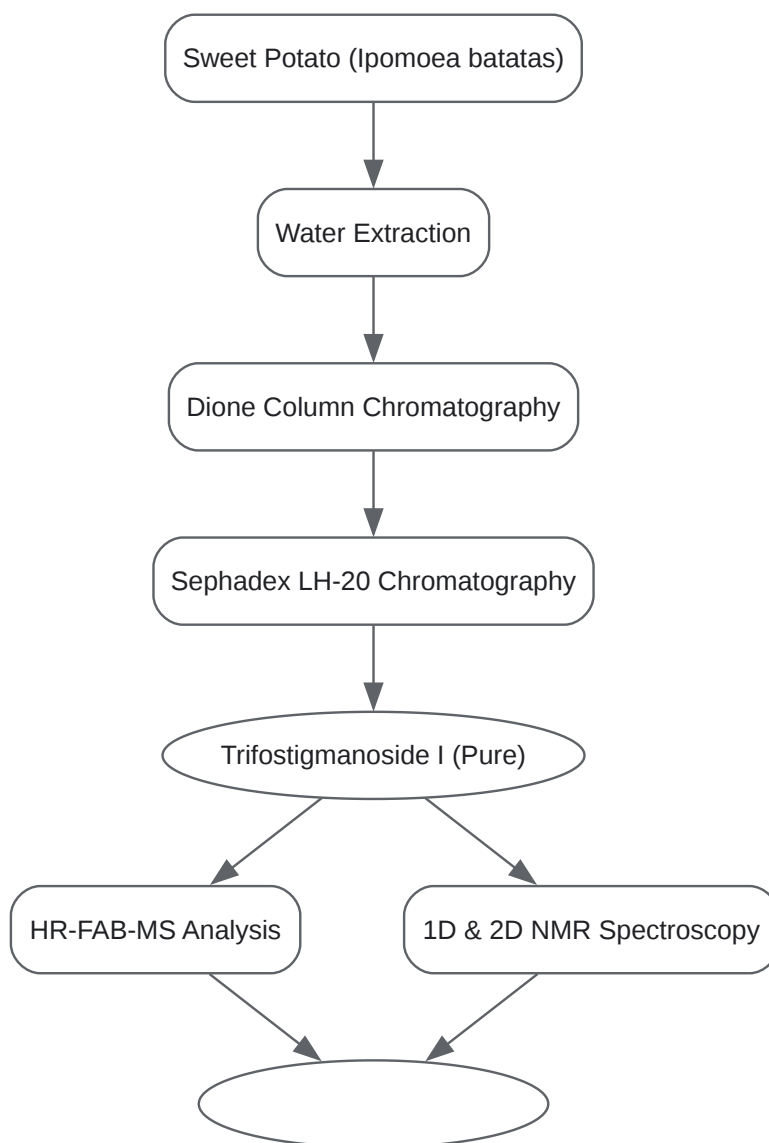 Sweet Potato (Ipomoea batatas)
Water Extraction
Dione Column Chromatography
Sephadex LH-20 Chromatography
Trifostigmanoside I (Pure)
HR-FAB-MS Analysis
1D & 2D NMR Spectroscopy